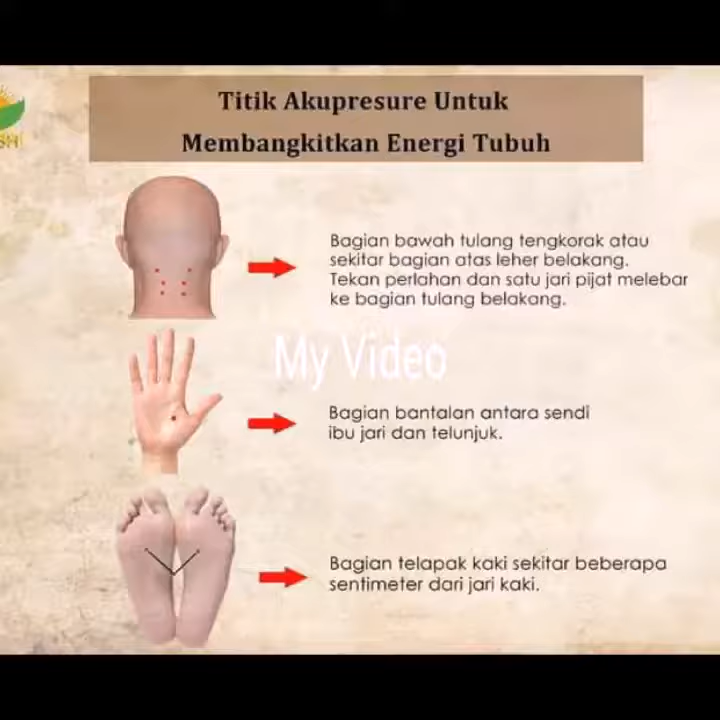 Titik Akupresure Untuk
Membangkitkan Energi Tubuh
Bagian bawah tulang tengkorak atau
sekitar bagian atas leher belakang.
Tekan perlahan dan satu jari pijat melebar
ke bagian tulang belakang.
My Video
Bagian bantalan antara sendi
ibu jari dan telunjuk.
Bagian telapak kaki sekitar beberapa
sentimeter dari jari kaki.